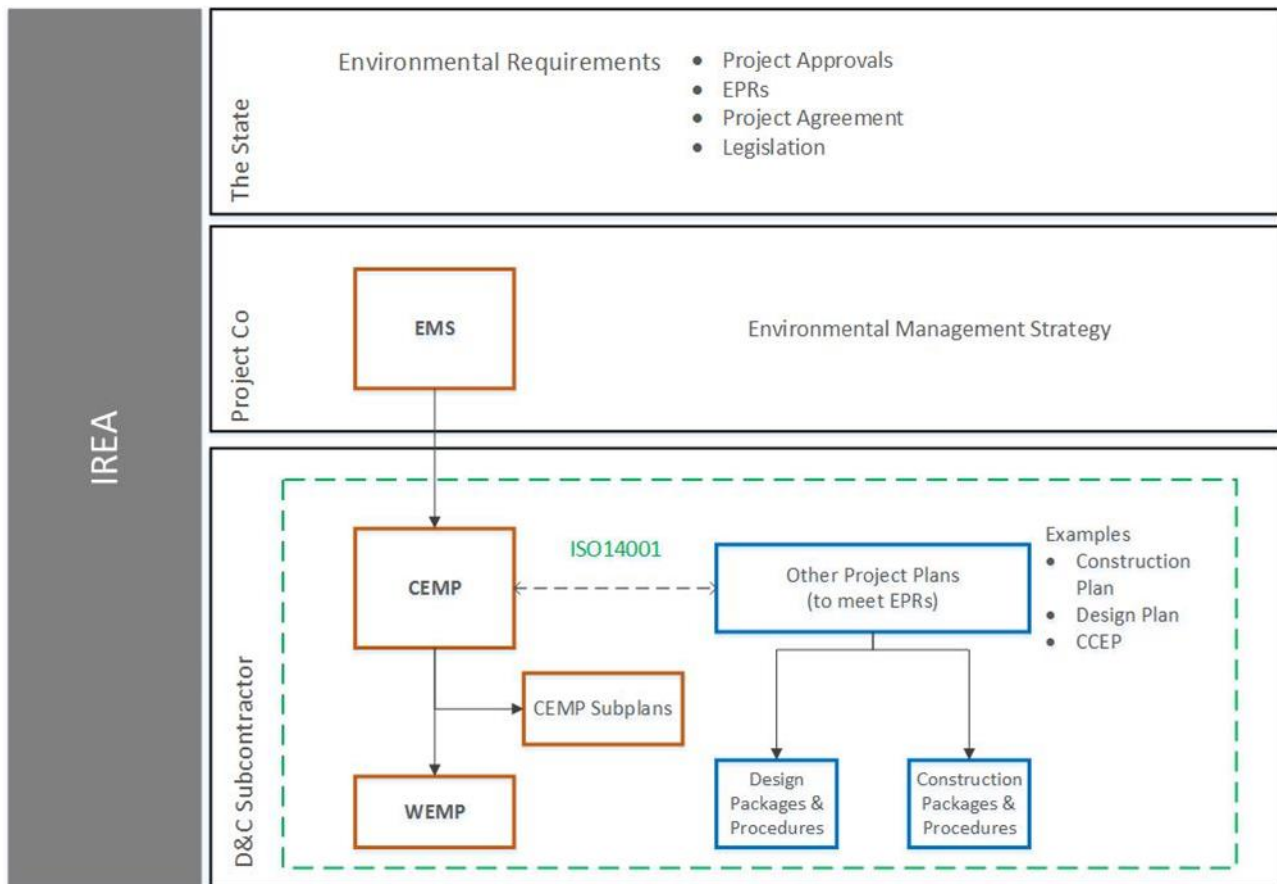 IREA
The State
Environmental Requirements
• Project Approvals
• EPRs
• Project Agreement
• Legislation
Project Co
EMS
Environmental Management Strategy
D&C Subcontractor
CEMP
ISO14001
Other Project Plans
(to meet EPRs)
Examples
• Construction
Plan
• Design Plan
• CCEP
CEMP Subplans
WEMP
Design
Packages &
Procedures
Construction
Packages &
Procedures